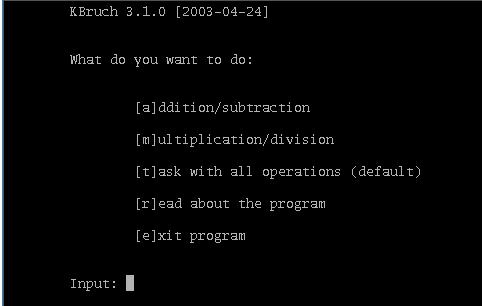 KBruch 3.1.0 [2003-04-24]
What do you want to do:
[a]ddition/subtraction
[m]ultiplication/division
[t]ask with all operations (default)
[r]ead about the program
[e]xit program
Input: